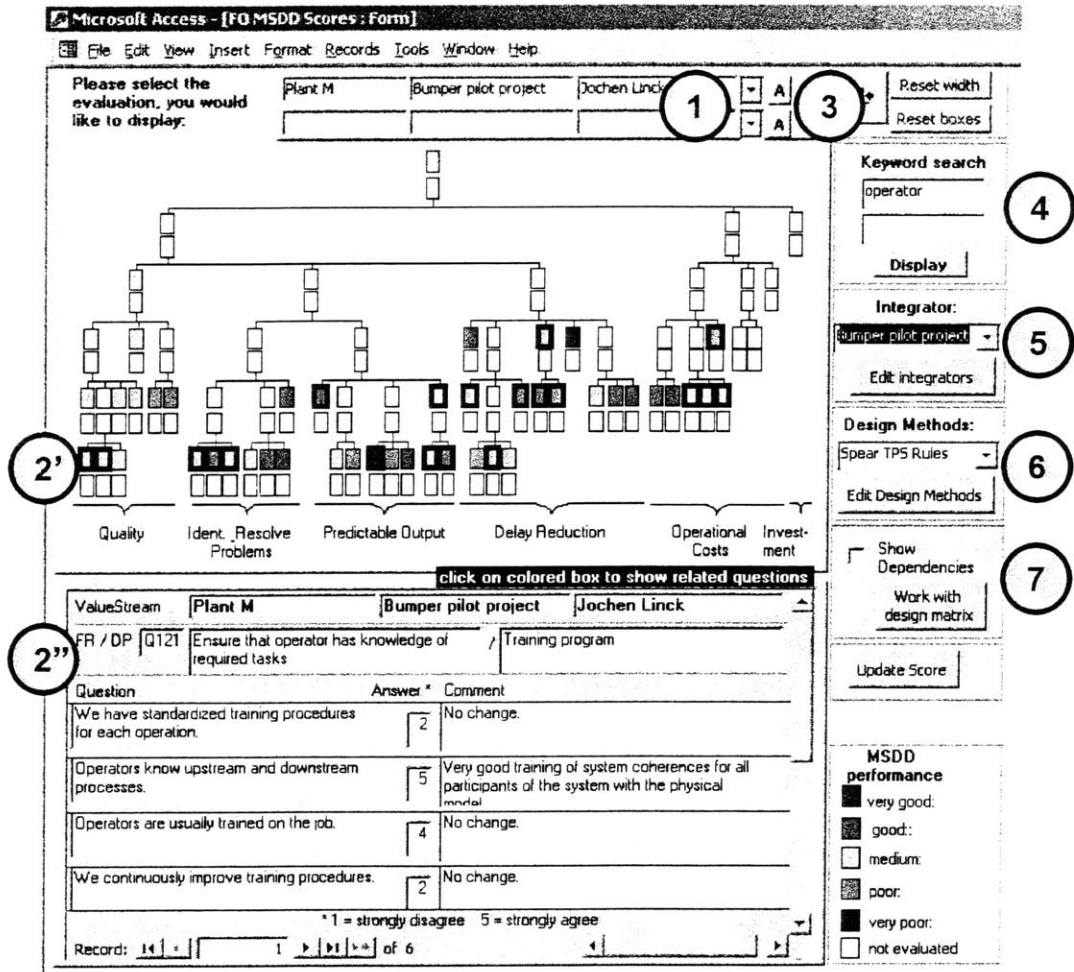 Microsoft Access - [FQ MSDD Scores : Form]
File Edit View Insert Format Records Tools Window Help
Please select the
evaluation, you would
like to display:
Plant M Bumper pilot project Jochen Linck
1
A
A
3
Reset width
Reset boxes
Keyword search
operator
4
Display
Integrator:
Bumper pilot project
5
Edit integrators
Design Methods:
Spear TPS Rules
6
Edit Design Methods
Show
Dependencies
7
Work with
design matrix
Update Score
2'
Quality
Ident. _Resolve
Problems
Predictable Output
Delay Reduction
Operational
Costs
Invest-
ment
click on colored box to show related questions
ValueStream Plant M Bumper pilot project Jochen Linck
2"
FR / DP Q121 Ensure that operator has knowledge of
required tasks
/ Training program
Question Answer * Comment
We have standardized training procedures
for each operation.
2 No change.
Operators know upstream and downstream
processes.
5 Very good training of system coherences for all
participants of the system with the physical
model
Operators are usually trained on the job.
4 No change.
We continuously improve training procedures.
2 No change.
* 1 = strongly disagree 5 = strongly agree
Record: 1 of 6
MSDD
performance
very good:
good::
medium:
poor:
very poor:
not evaluated